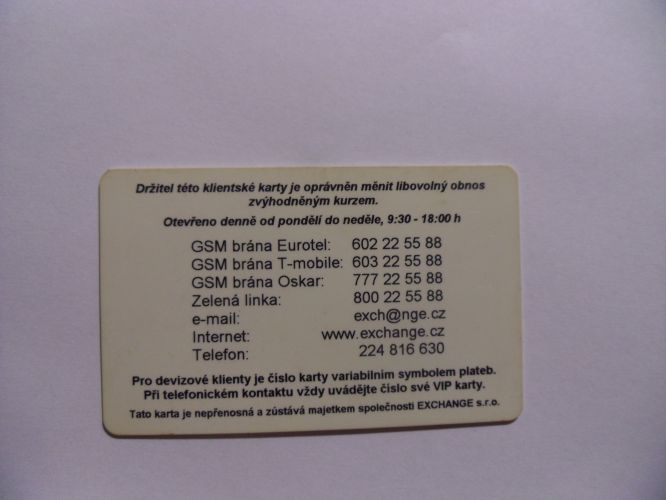 Držitel této klientské karty je oprávněn měnit libovolný obnos
zvýhodněným kurzem.
Otevřeno denně od pondělí do neděle, 9:30 - 18:00 h
GSM brána Eurotel: 602 22 55 88
GSM brána T-mobile: 603 22 55 88
GSM brána Oskar: 777 22 55 88
Zelená linka: 800 22 55 88
e-mail: exch@nge.cz
Internet: www.exchange.cz
Telefon: 224 816 630
Pro devizové klienty je číslo karty variabilním symbolem plateb.
Při telefonickém kontaktu vždy uvádějte číslo své VIP karty.
Tato karta je nepřenosná a zůstává majetkem společnosti EXCHANGE s.r.o.